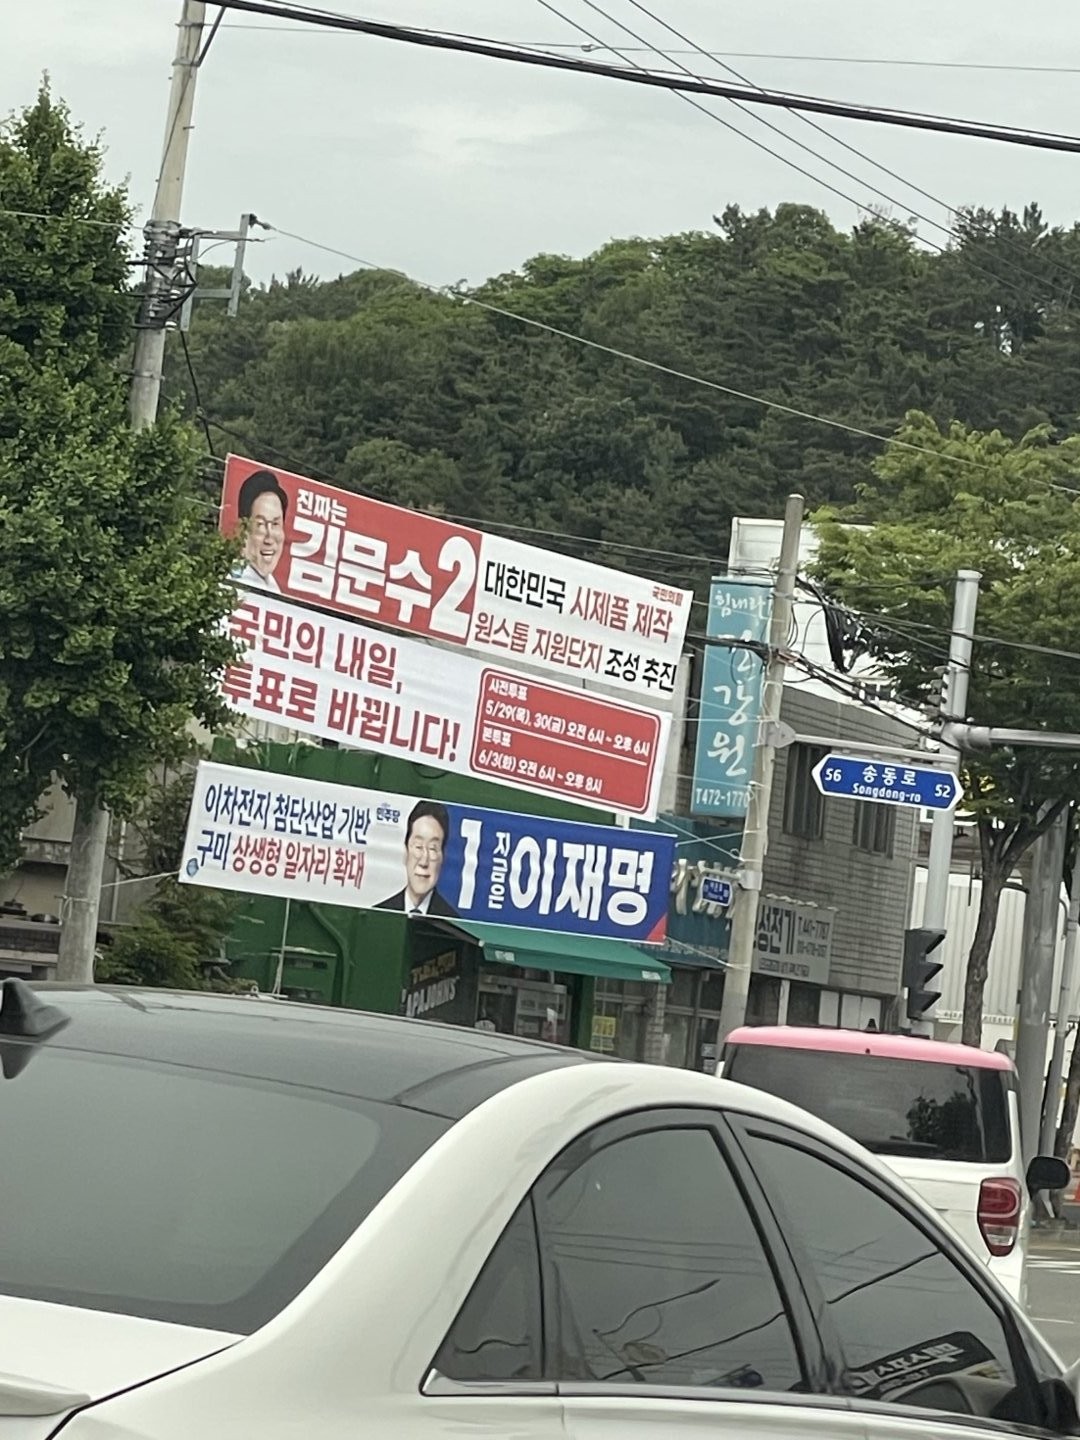 진짜는
김문수 2
대한민국 시제품 제작
원스톱 지원단지 조성 추진
국민의힘
국민의 내일,
투표로 바뀝니다!
사전투표
5/29(목), 30(금) 오전 6시 ~ 오후 6시
본투표
6/3(화) 오전 6시 ~ 오후 8시
이차전지 첨단산업 기반
구미 상생형 일자리 확대
민주당
1 지금은 이재명
건강원
T472-177
56 송동로 52
Songdong-ro